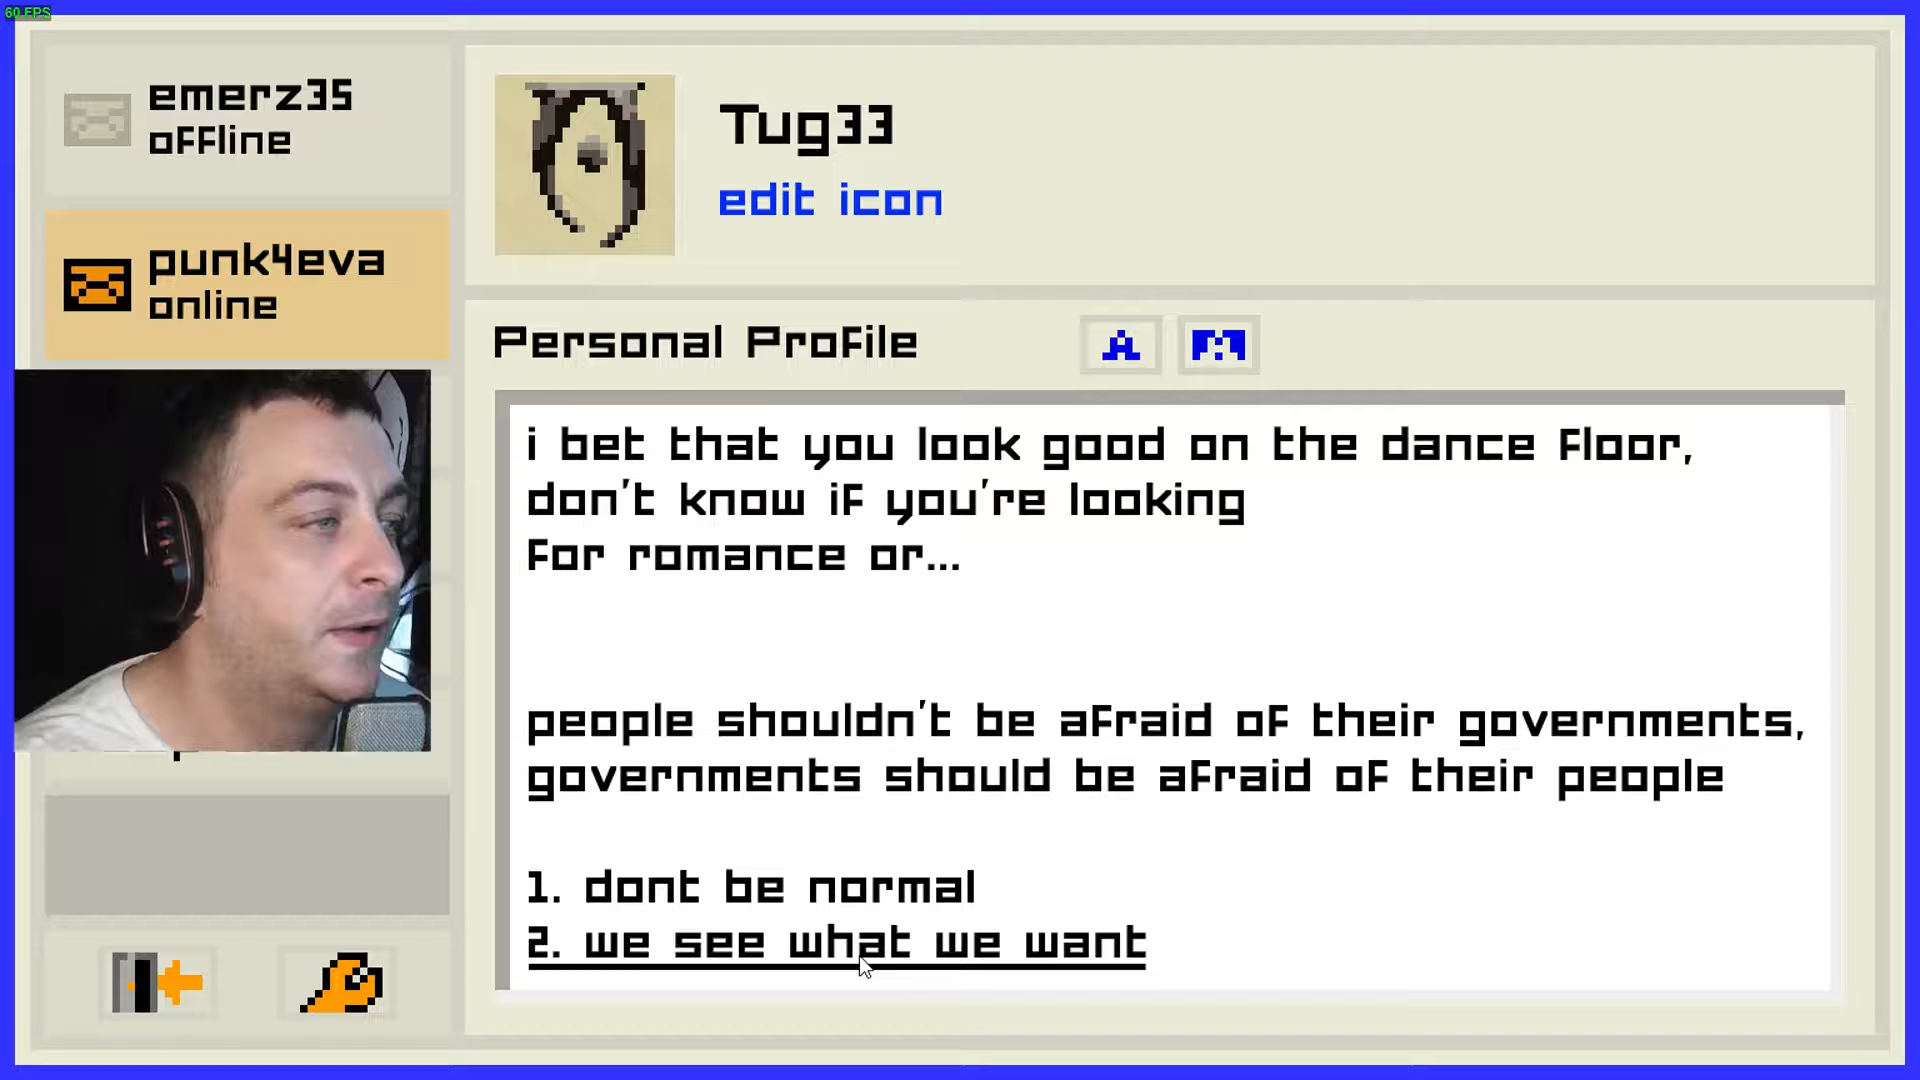 60 FPS
emerz35
offline
punk4eva
online
Tug33
edit icon
Personal Profile
A
i bet that you look good on the dance floor,
don't know if you're looking
for romance or...
people shouldn't be afraid of their governments,
governments should be afraid of their people
1. dont be normal
2. we see what we want